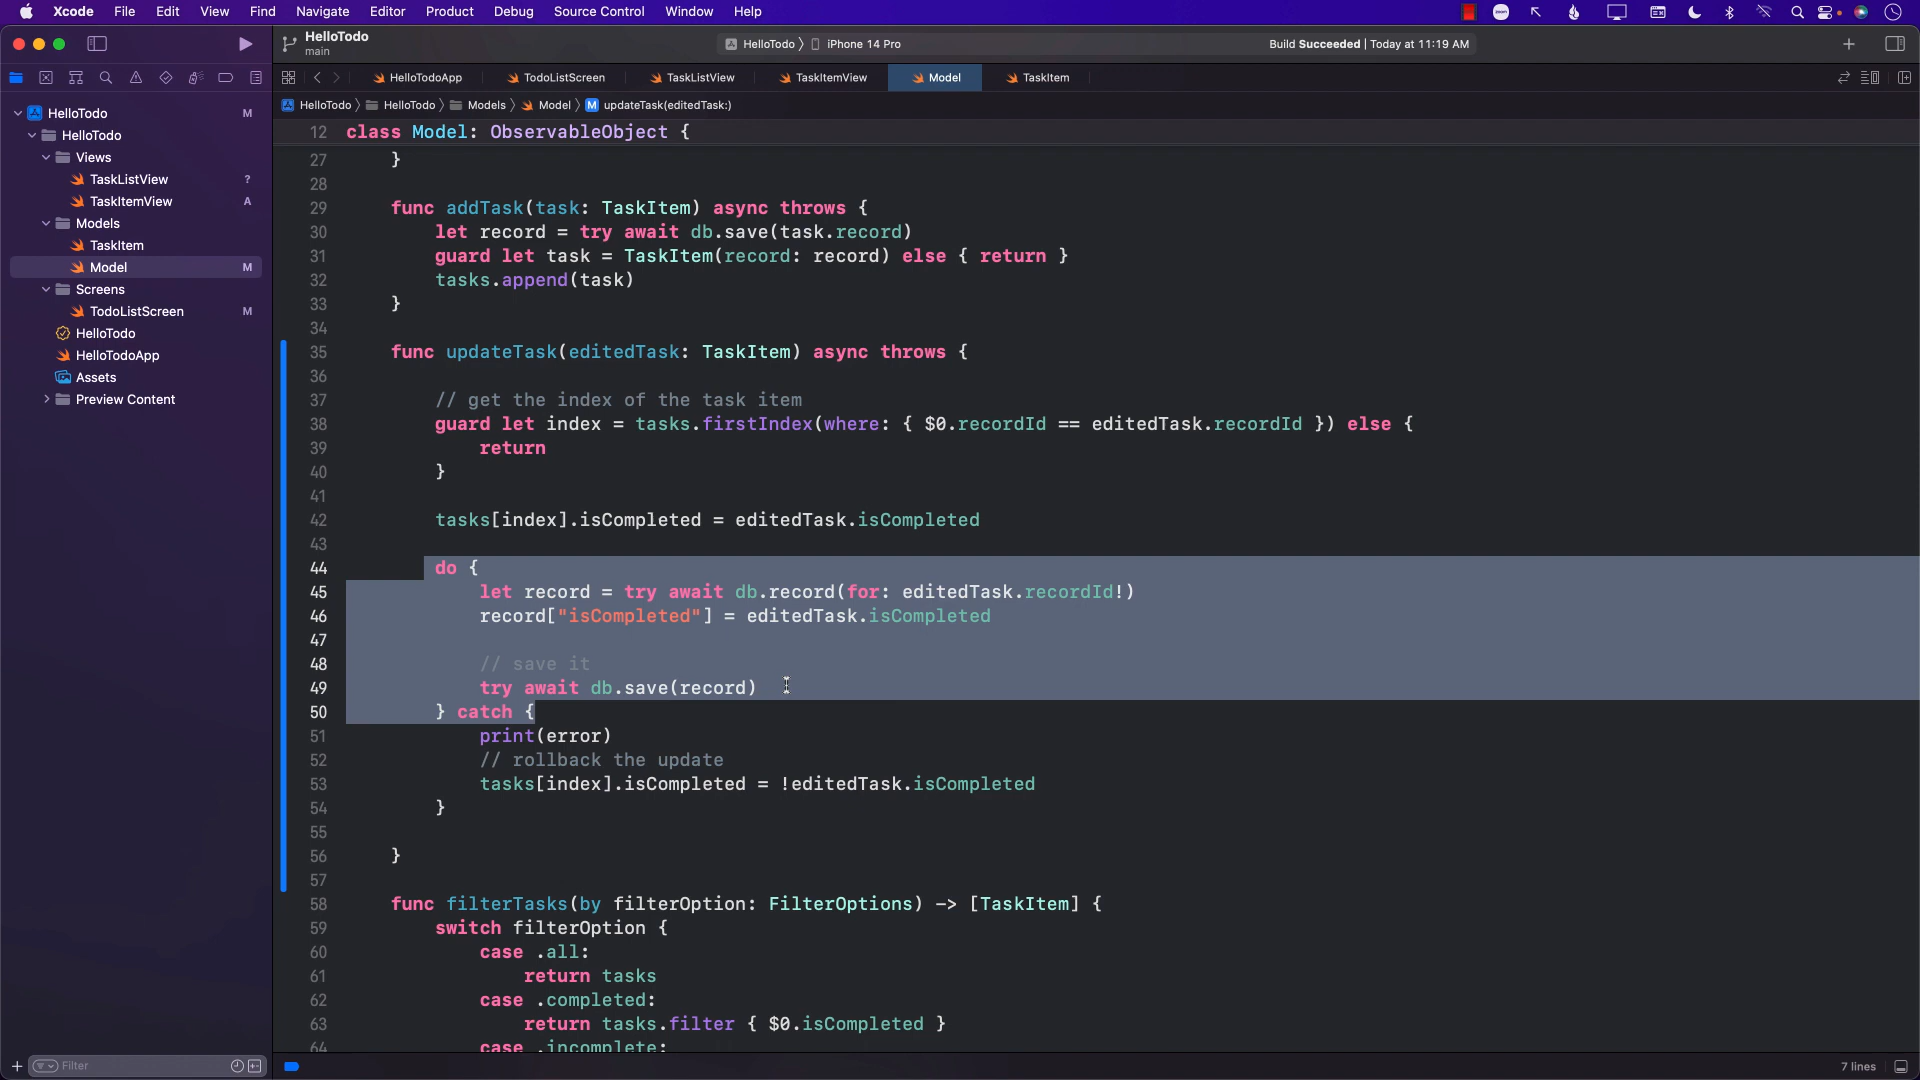 Xcode File Edit View Find Navigate Editor Product Debug Source Control Window Help
zoom
HelloTodo
main
HelloTodo 〉 iPhone 14 Pro
Build Succeeded | Today at 11:19 AM
HelloTodoApp TodoListScreen TaskListView TaskItemView Model TaskItem
HelloTodo 〉 HelloTodo 〉 Models 〉 Model 〉 M updateTask(editedTask:)
HelloTodo M
HelloTodo
Views
TaskListView ?
TaskItemView A
Models
TaskItem
Model M
Screens
TodoListScreen M
HelloTodo
HelloTodoApp
Assets
Preview Content
Filter
12 class Model: ObservableObject {
27 }
28
29 func addTask(task: TaskItem) async throws {
30 let record = try await db.save(task.record)
31 guard let task = TaskItem(record: record) else { return }
32 tasks.append(task)
33 }
34
35 func updateTask(editedTask: TaskItem) async throws {
36
37 // get the index of the task item
38 guard let index = tasks.firstIndex(where: { $0.recordId == editedTask.recordId }) else {
39 return
40 }
41
42 tasks[index].isCompleted = editedTask.isCompleted
43
44 do {
45 let record = try await db.record(for: editedTask.recordId!)
46 record["isCompleted"] = editedTask.isCompleted
47
48 // save it
49 try await db.save(record)
50 } catch {
51 print(error)
52 // rollback the update
53 tasks[index].isCompleted = !editedTask.isCompleted
54 }
55
56 }
57
58 func filterTasks(by filterOption: FilterOptions) -> [TaskItem] {
59 switch filterOption {
60 case .all:
61 return tasks
62 case .completed:
63 return tasks.filter { $0.isCompleted }
64 case .incomplete:
7 lines